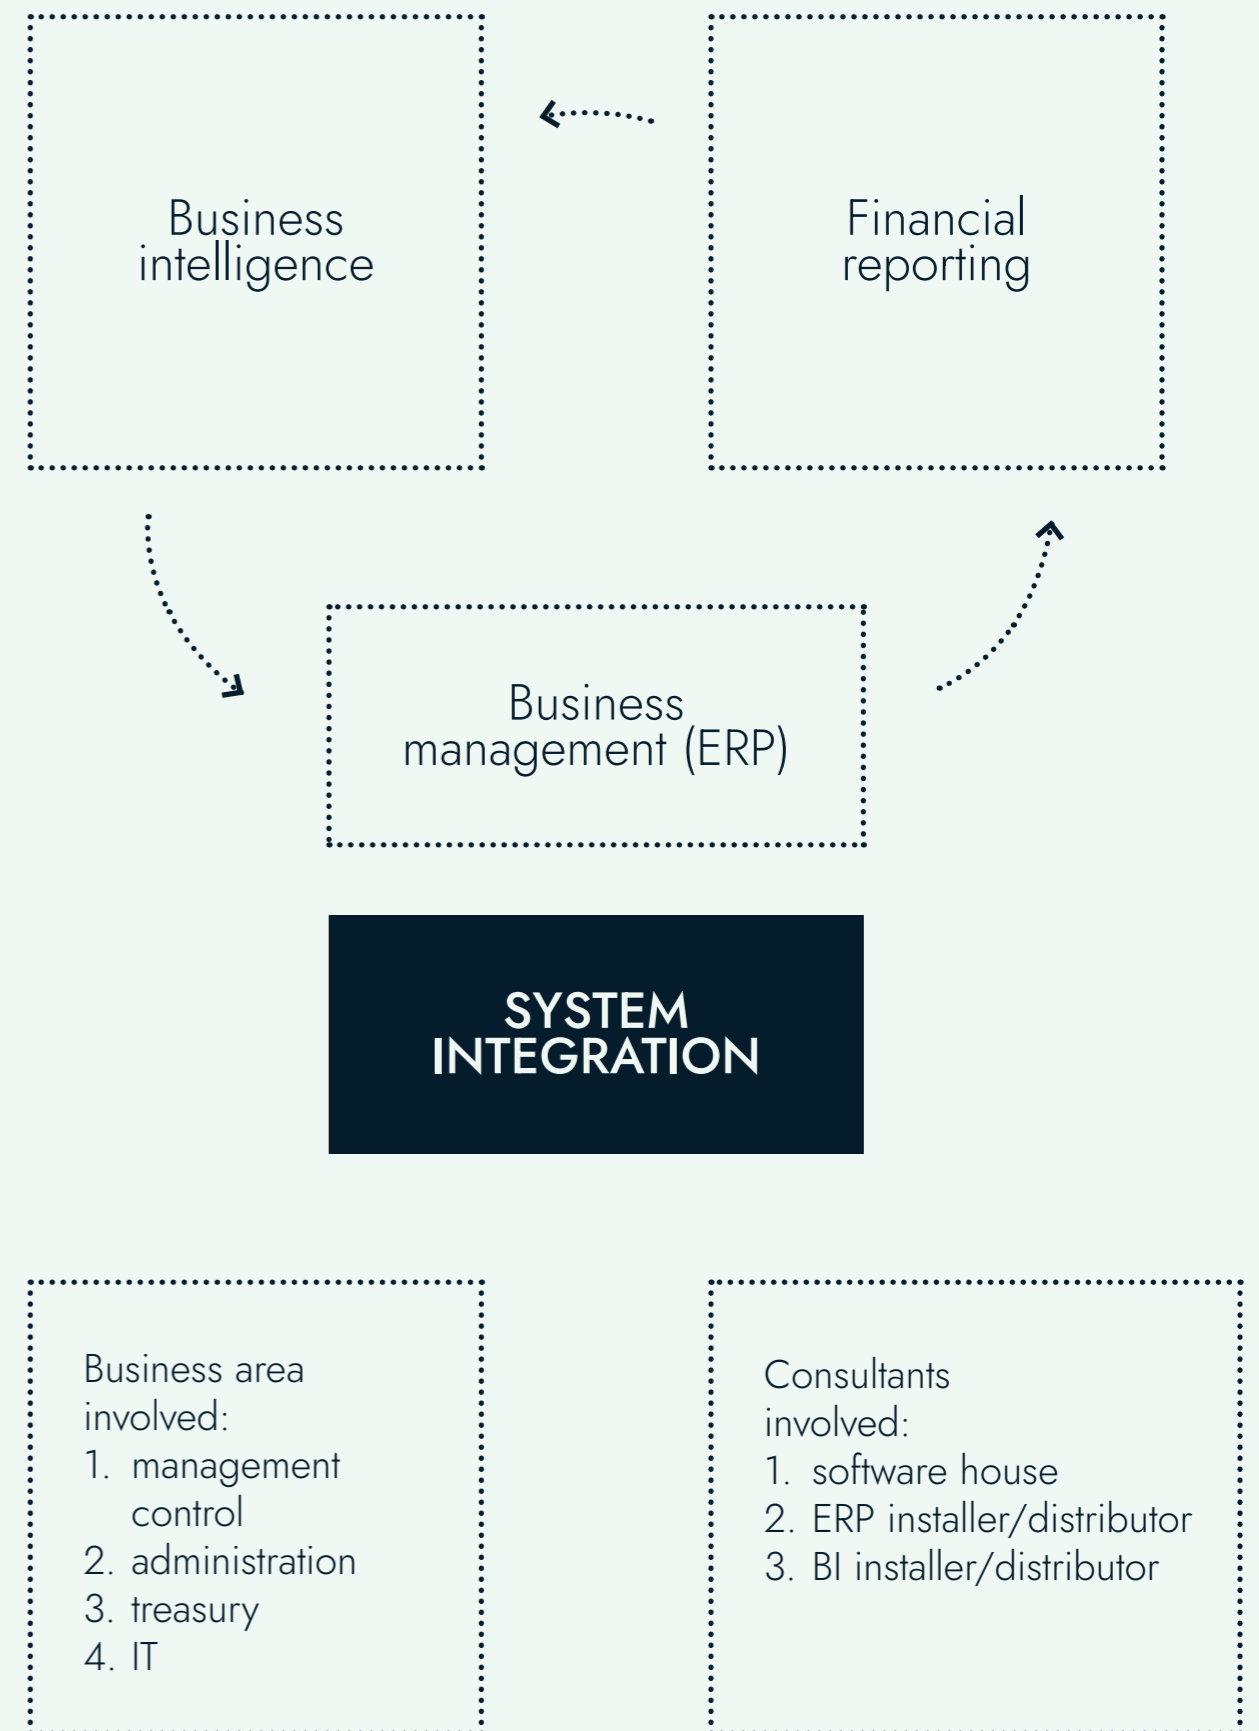 Business
intelligence
Financial
reporting
Business
management (ERP)
SYSTEM
INTEGRATION
Business area
involved:
1. management
control
2. administration
3. treasury
4. IT
Consultants
involved:
1. software house
2. ERP installer/distributor
3. BI installer/distributor